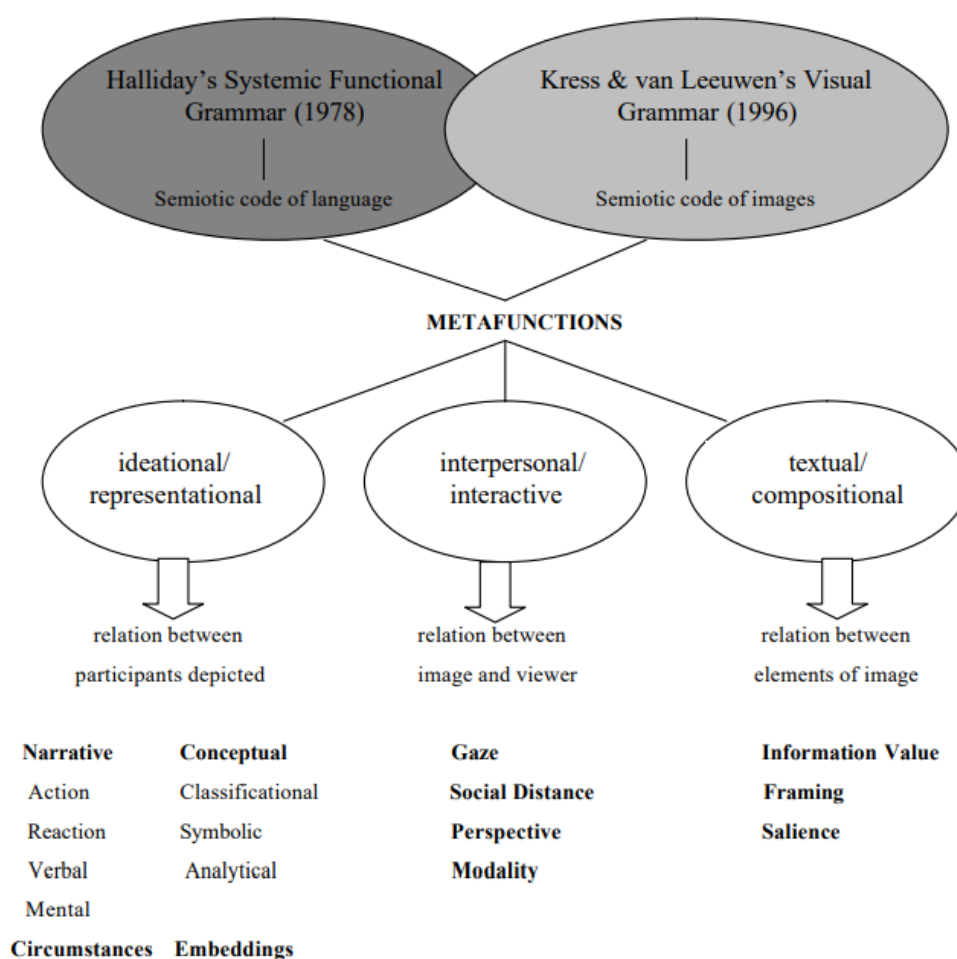 Halliday's Systemic Functional
Grammar (1978)
Semiotic code of language
Kress & van Leeuwen's Visual
Grammar (1996)
Semiotic code of images
METAFUNCTIONS
ideational/
representational
interpersonal/
interactive
textual/
compositional
relation between
participants depicted
relation between
image and viewer
relation between
elements of image
Narrative
Action
Reaction
Verbal
Mental
Circumstances
Conceptual
Classificational
Symbolic
Analytical
Embeddings
Gaze
Social Distance
Perspective
Modality
Information Value
Framing
Salience